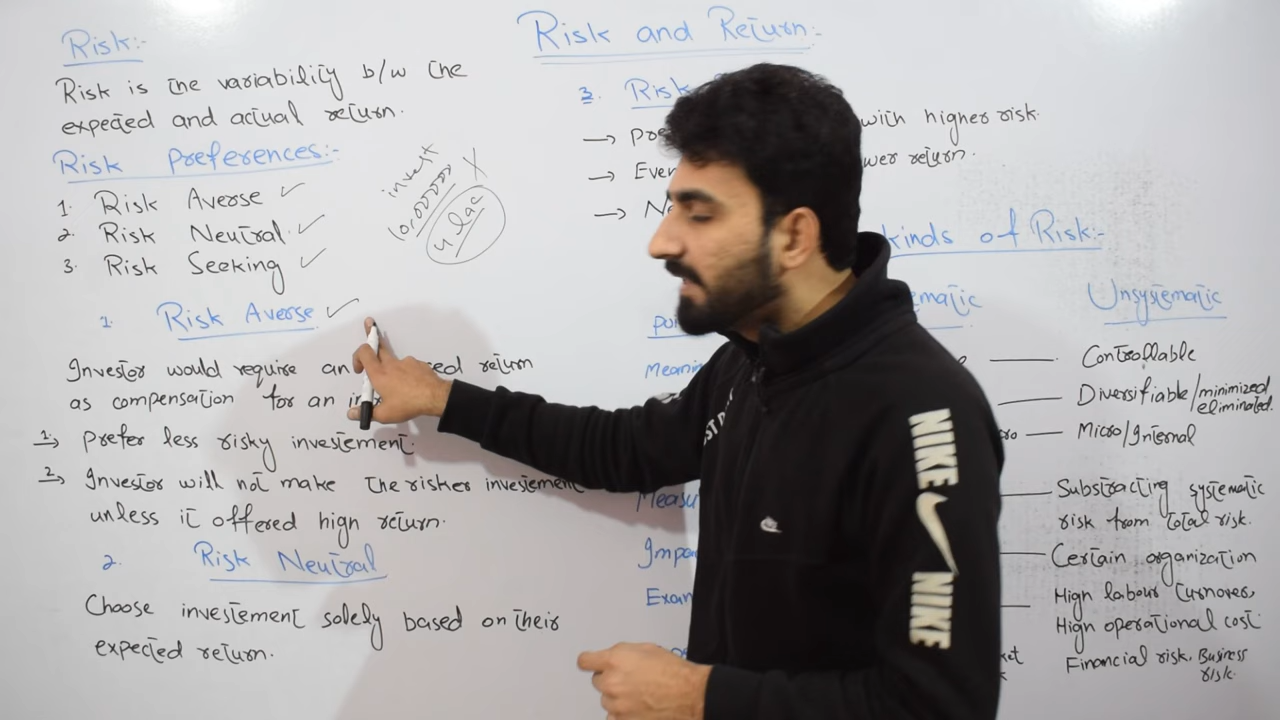 Risk and Return:-
Risk:-
Risk is the variability b/w the
expected and actual return.
Risk preferences:-
1. Risk Averse ✓
2. Risk Neutral. ✓
3. Risk Seeking ✓
invest
10,00000 X
4 lac
1. Risk Averse ✓
Investor would require an return
as compensation for an
1. prefer less risky investement.
2. Investor will not make the risker investement
unless it offered high return.
2. Risk Neutral
Choose investement solely based on their
expected return.
3. Risk
→ with higher risk.
→ return.
→
kinds of Risk:-
Unsystematic
Controllable
Diversifiable/minimized
eliminated.
Micro/Internal
Substracting systematic
risk from total risk.
Certain organization
High labour turnover,
High operational cost
Financial risk. Business
risk.
NIKE
NIKE